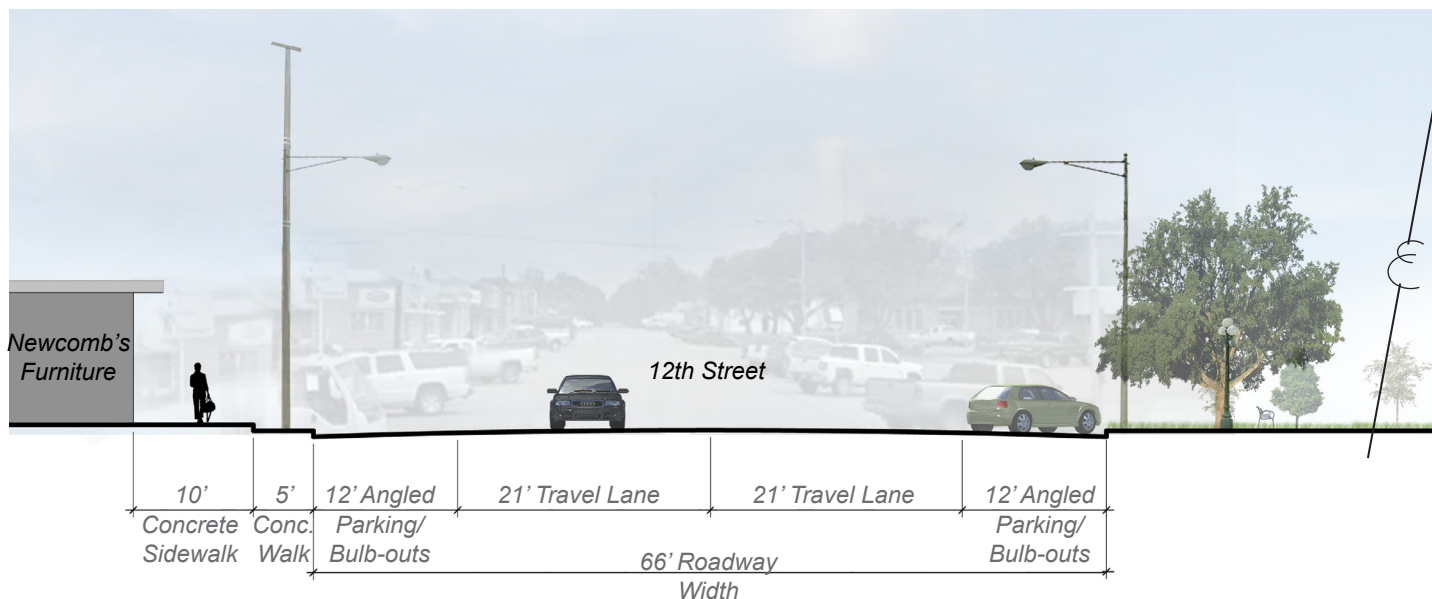 Newcomb’s
Furniture
12th Street
10’
Concrete
Sidewalk
5’
Conc.
Walk
12’ Angled
Parking/
Bulb-outs
21’ Travel Lane
21’ Travel Lane
12’ Angled
Parking/
Bulb-outs
66’ Roadway
Width